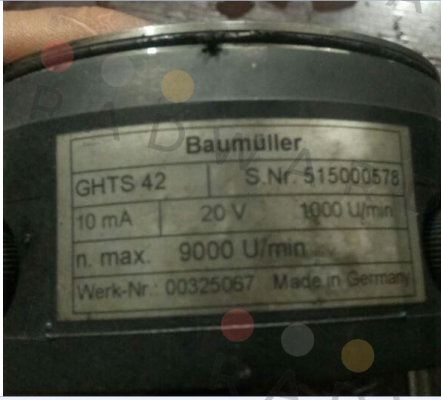 Baumüller
GHTS 42 S.Nr. 515000578
10 mA 20 V 1000 U/min
n. max. 9000 U/min
Werk-Nr.: 00325067 Made in Germany
RADWA